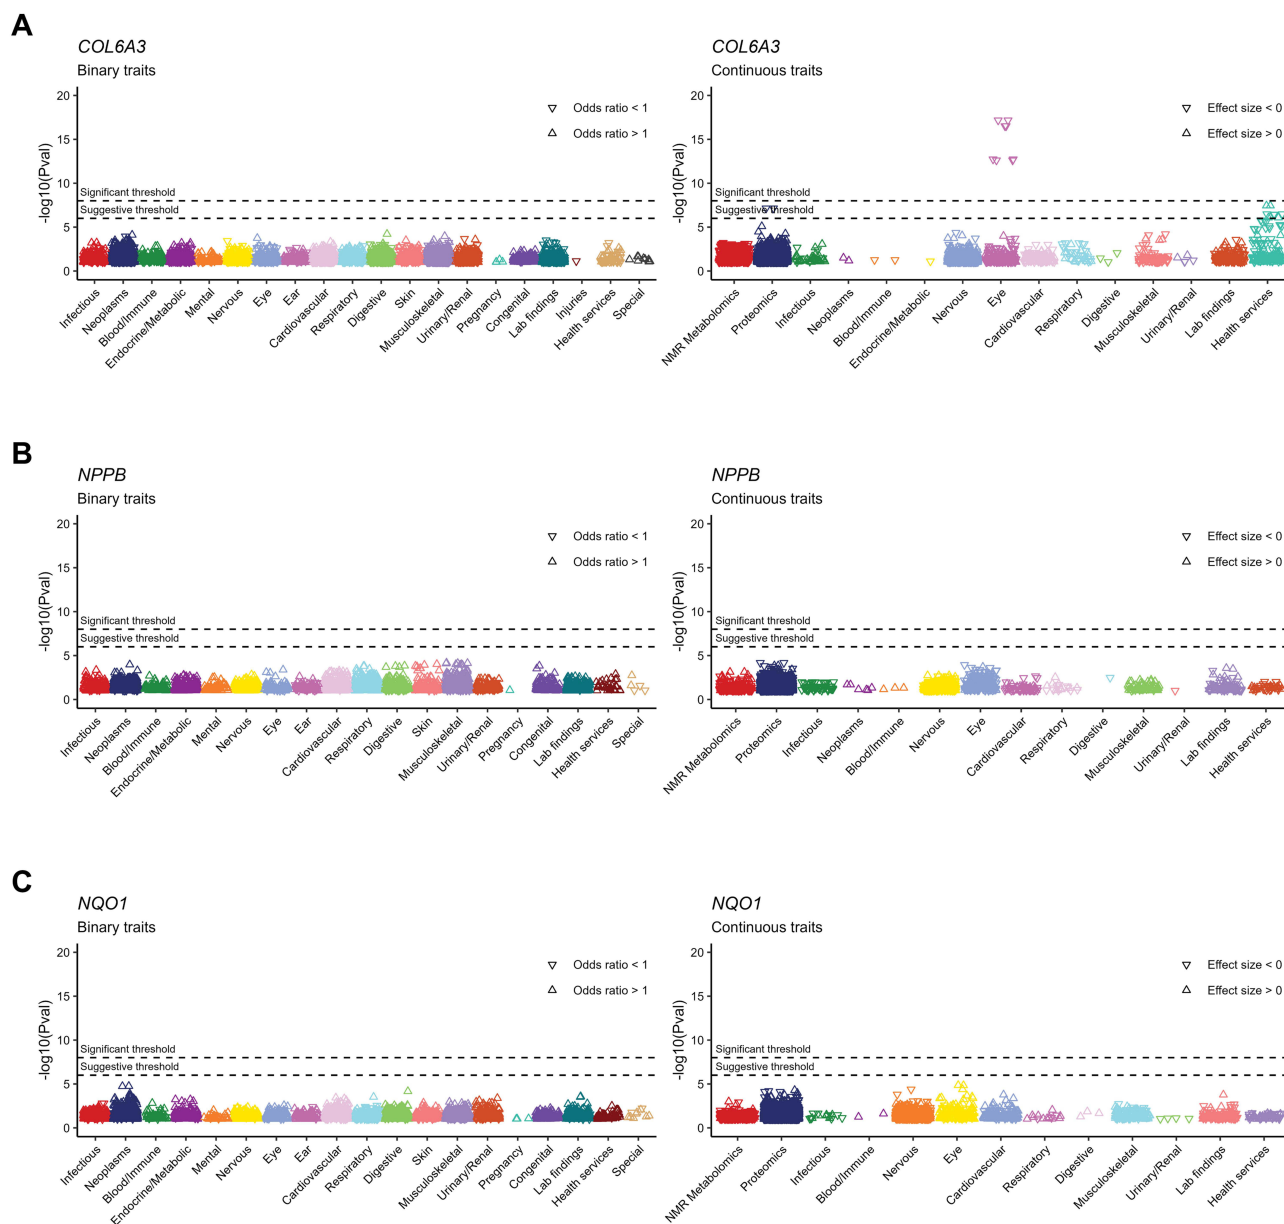 A
COL6A3
Binary traits
20
15
10
5
0
-log10(Pval)
Odds ratio < 1
Odds ratio > 1
Significant threshold
Suggestive threshold
Infectious
Neoplasms
Blood/Immune
Endocrine/Metabolic
Mental
Nervous
Eye
Ear
Cardiovascular
Respiratory
Digestive
Skin
Musculoskeletal
Urinary/Renal
Pregnancy
Congenital
Lab findings
Injuries
Health services
Special
COL6A3
Continuous traits
20
15
10
5
0
-log10(Pval)
Effect size < 0
Effect size > 0
Significant threshold
Suggestive threshold
NMR Metabolomics
Proteomics
Infectious
Neoplasms
Blood/Immune
Endocrine/Metabolic
Nervous
Eye
Cardiovascular
Respiratory
Digestive
Musculoskeletal
Urinary/Renal
Lab findings
Health services
B
NPPB
Binary traits
20
15
10
5
0
-log10(Pval)
Odds ratio < 1
Odds ratio > 1
Significant threshold
Suggestive threshold
Infectious
Neoplasms
Blood/Immune
Endocrine/Metabolic
Mental
Nervous
Eye
Ear
Cardiovascular
Respiratory
Digestive
Skin
Musculoskeletal
Urinary/Renal
Pregnancy
Congenital
Lab findings
Health services
Special
NPPB
Continuous traits
20
15
10
5
0
-log10(Pval)
Effect size < 0
Effect size > 0
Significant threshold
Suggestive threshold
NMR Metabolomics
Proteomics
Infectious
Neoplasms
Blood/Immune
Nervous
Eye
Cardiovascular
Respiratory
Digestive
Musculoskeletal
Urinary/Renal
Lab findings
Health services
C
NQO1
Binary traits
20
15
10
5
0
-log10(Pval)
Odds ratio < 1
Odds ratio > 1
Significant threshold
Suggestive threshold
Infectious
Neoplasms
Blood/Immune
Endocrine/Metabolic
Mental
Nervous
Eye
Ear
Cardiovascular
Respiratory
Digestive
Skin
Musculoskeletal
Urinary/Renal
Pregnancy
Congenital
Lab findings
Health services
Special
NQO1
Continuous traits
20
15
10
5
0
-log10(Pval)
Effect size < 0
Effect size > 0
Significant threshold
Suggestive threshold
NMR Metabolomics
Proteomics
Infectious
Blood/Immune
Nervous
Eye
Cardiovascular
Respiratory
Digestive
Musculoskeletal
Urinary/Renal
Lab findings
Health services